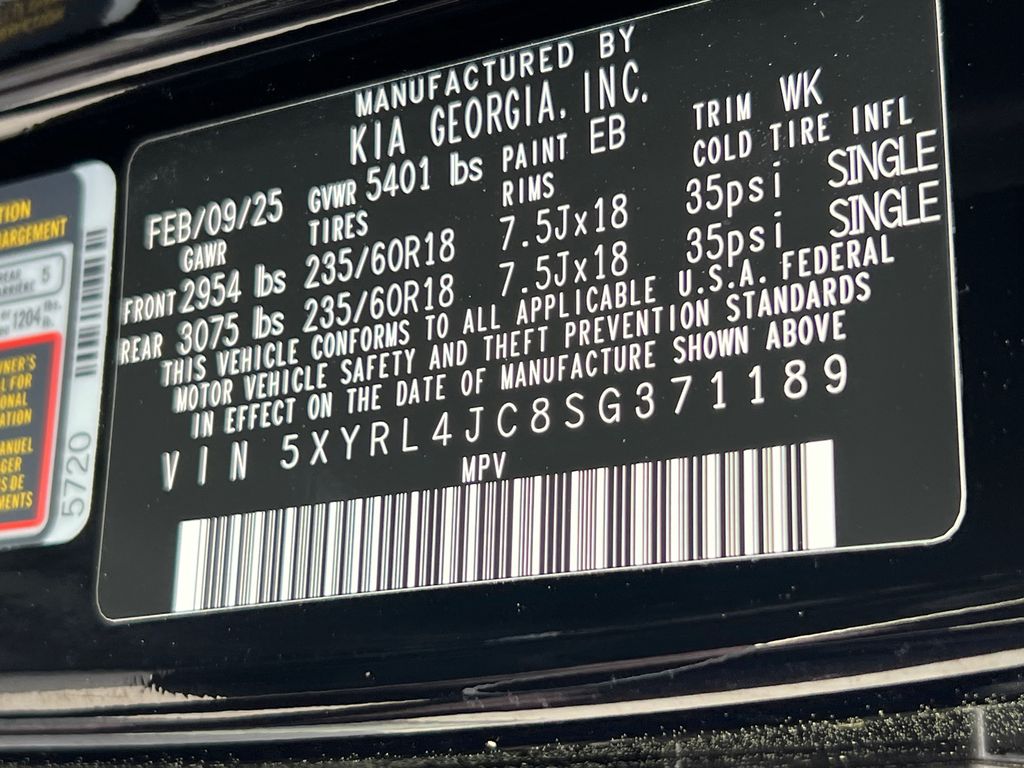 MANUFACTURED BY
KIA GEORGIA, INC.
FEB/09/25 GVWR 5401 lbs PAINT EB TRIM WK
GAWR TIRES RIMS COLD TIRE INFL
FRONT 2954 lbs 235/60R18 7.5Jx18 35psi SINGLE
REAR 3075 lbs 235/60R18 7.5Jx18 35psi SINGLE
THIS VEHICLE CONFORMS TO ALL APPLICABLE U.S.A. FEDERAL
MOTOR VEHICLE SAFETY AND THEFT PREVENTION STANDARDS
IN EFFECT ON THE DATE OF MANUFACTURE SHOWN ABOVE
VIN 5XYRL4JC8SG371189
MPV
5
1204
L FOR
5720